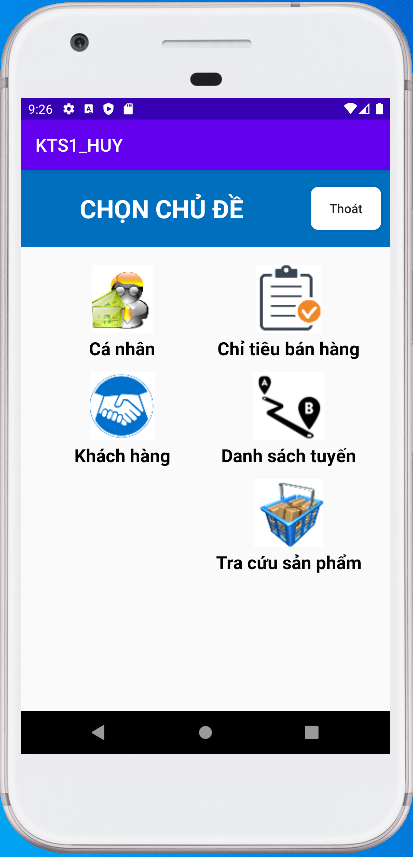 9:26
KTS1_HUY
CHỌN CHỦ ĐỀ
Thoát
Cá nhân
Chỉ tiêu bán hàng
A
B
Khách hàng
Danh sách tuyến
Tra cứu sản phẩm